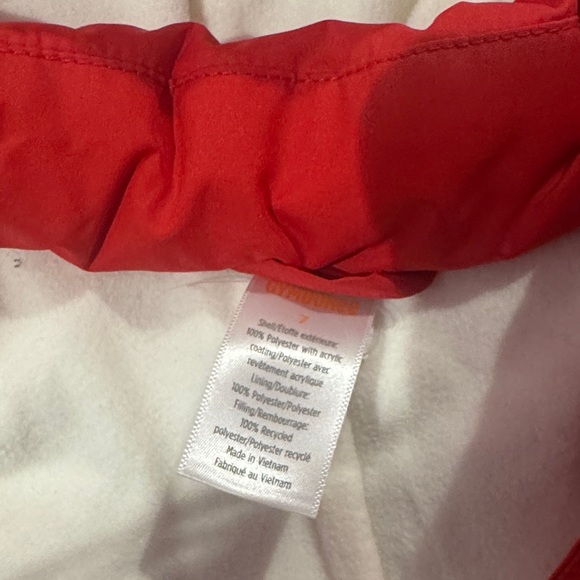 GYMBOREE
7
Shell/Étoffe extérieure:
100% Polyester with acrylic
coating/Polyester avec
revêtement acrylique
Lining/Doublure:
100% Polyester/Polyester
Filling/Rembourrage:
100% Recycled
polyester/Polyester recyclé
Made in Vietnam
Fabriqué au Vietnam